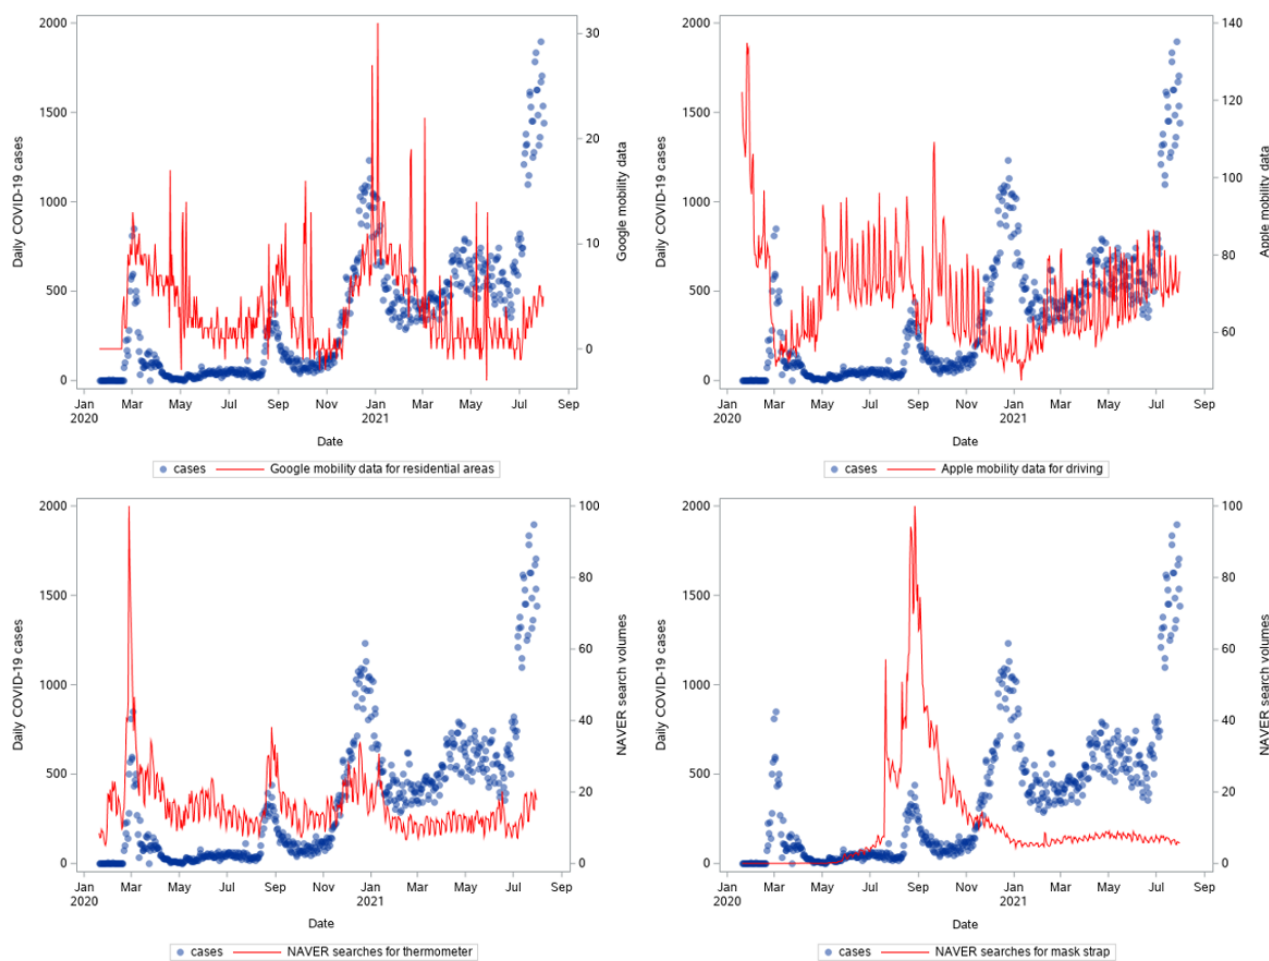 2000
1500
1000
500
0
Daily COVID-19 cases
30
20
10
0
Google mobility data
Jan
2020
Mar
May
Jul
Sep
Nov
Jan
2021
Mar
May
Jul
Sep
Date
cases
Google mobility data for residential areas
2000
1500
1000
500
0
Daily COVID-19 cases
140
120
100
80
60
Apple mobility data
Jan
2020
Mar
May
Jul
Sep
Nov
Jan
2021
Mar
May
Jul
Sep
Date
cases
Apple mobility data for driving
2000
1500
1000
500
0
Daily COVID-19 cases
100
80
60
40
20
0
NAVER search volumes
Jan
2020
Mar
May
Jul
Sep
Nov
Jan
2021
Mar
May
Jul
Sep
Date
cases
NAVER searches for thermometer
2000
1500
1000
500
0
Daily COVID-19 cases
100
80
60
40
20
0
NAVER search volumes
Jan
2020
Mar
May
Jul
Sep
Nov
Jan
2021
Mar
May
Jul
Sep
Date
cases
NAVER searches for mask strap